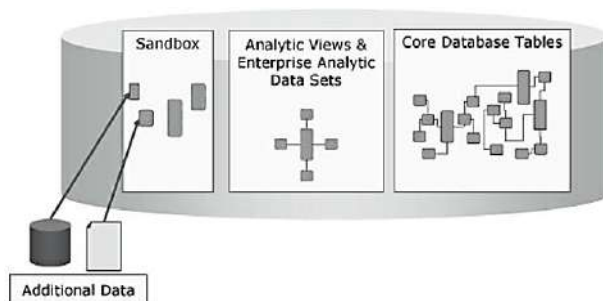 Sandbox
Analytic Views &
Enterprise Analytic
Data Sets
Core Database Tables
Additional Data